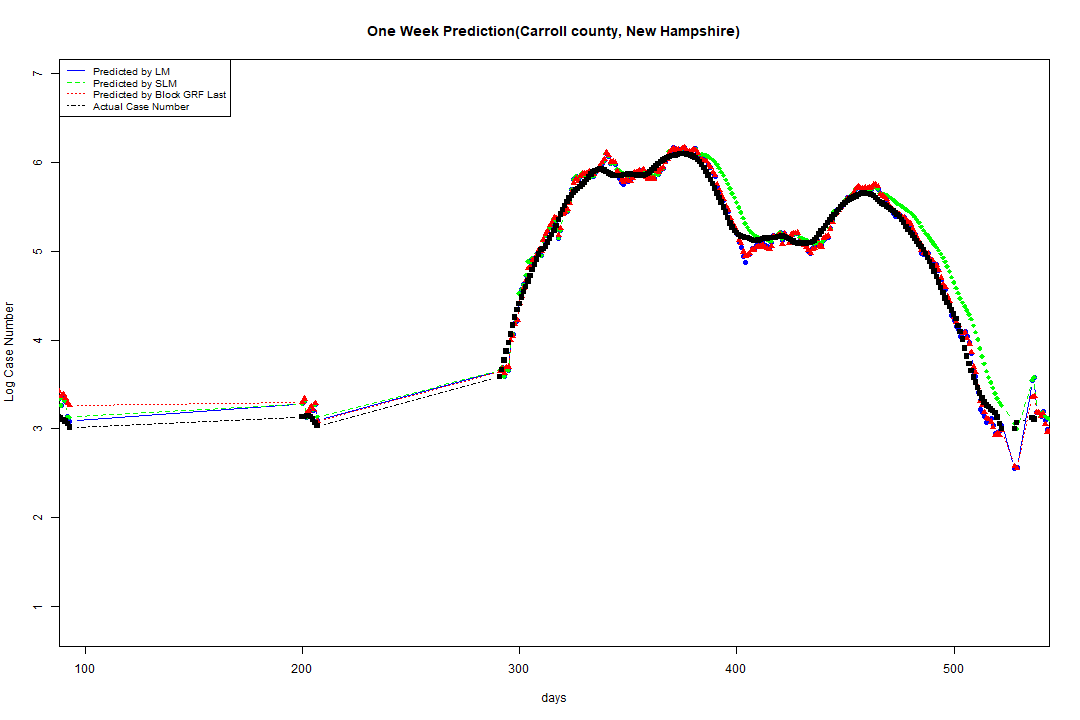 One Week Prediction(Carroll county, New Hampshire)
Predicted by LM
Predicted by SLM
Predicted by Block GRF Last
Actual Case Number
7
6
5
4
3
2
1
Log Case Number
100 200 300 400 500
days